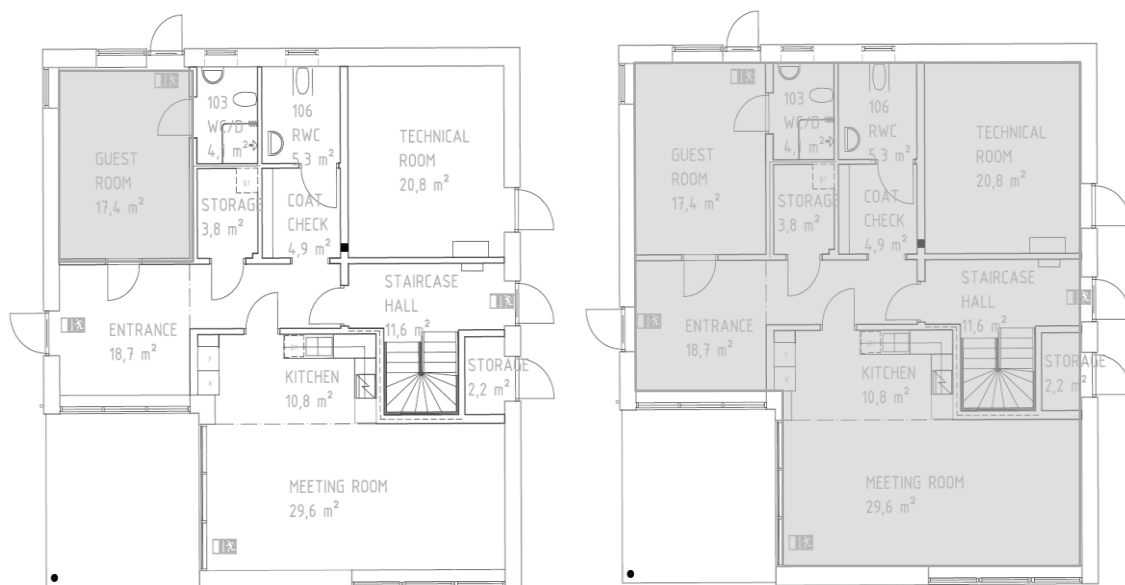 103
WC/D
4,1 m²
106
RWC
5,3 m²
TECHNICAL
ROOM
20,8 m²
GUEST
ROOM
17,4 m²
ST
STORAGE
3,8 m²
COAT
CHECK
4,9 m²
STAIRCASE
HALL
11,6 m²
ENTRANCE
18,7 m²
F
K
ST
KITCHEN
10,8 m²
STORAGE
2,2 m²
MEETING ROOM
29,6 m²
103
WC/D
4,1 m²
106
RWC
5,3 m²
TECHNICAL
ROOM
20,8 m²
GUEST
ROOM
17,4 m²
ST
STORAGE
3,8 m²
COAT
CHECK
4,9 m²
STAIRCASE
HALL
11,6 m²
ENTRANCE
18,7 m²
F
K
ST
KITCHEN
10,8 m²
STORAGE
2,2 m²
MEETING ROOM
29,6 m²